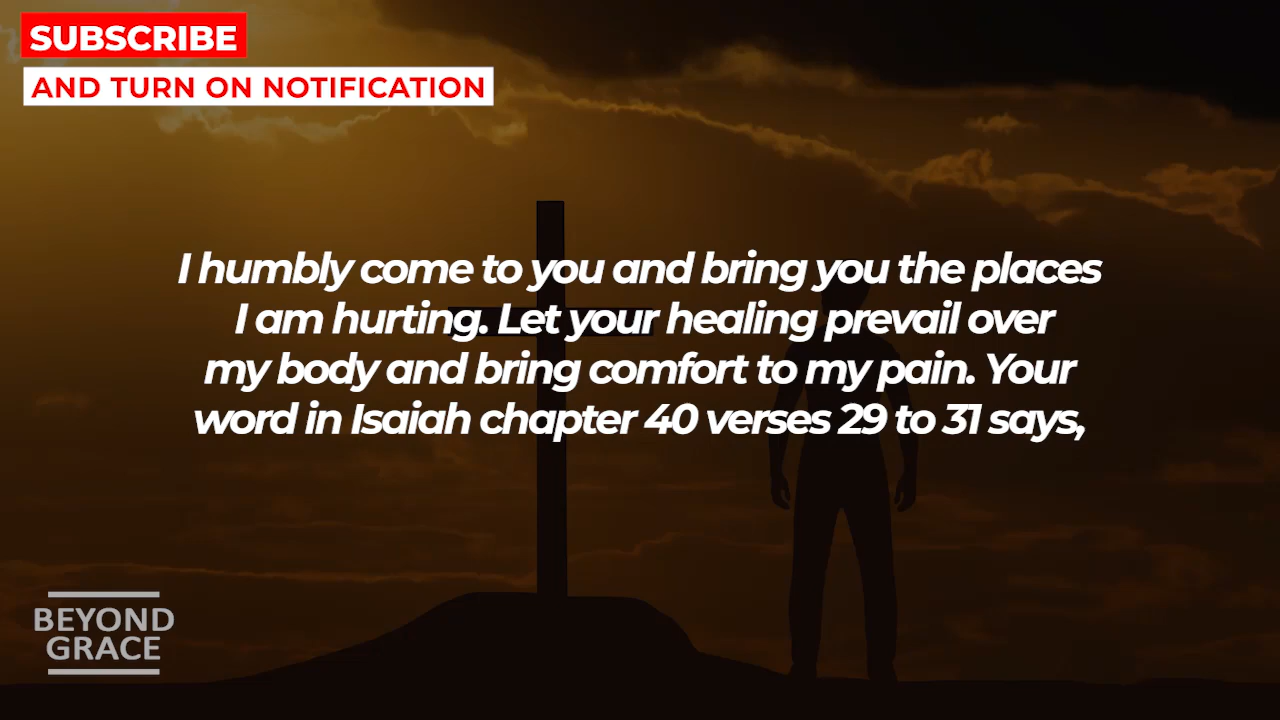 SUBSCRIBE
AND TURN ON NOTIFICATION
I humbly come to you and bring you the places
I am hurting. Let your healing prevail over
my body and bring comfort to my pain. Your
word in Isaiah chapter 40 verses 29 to 31 says,
BEYOND
GRACE